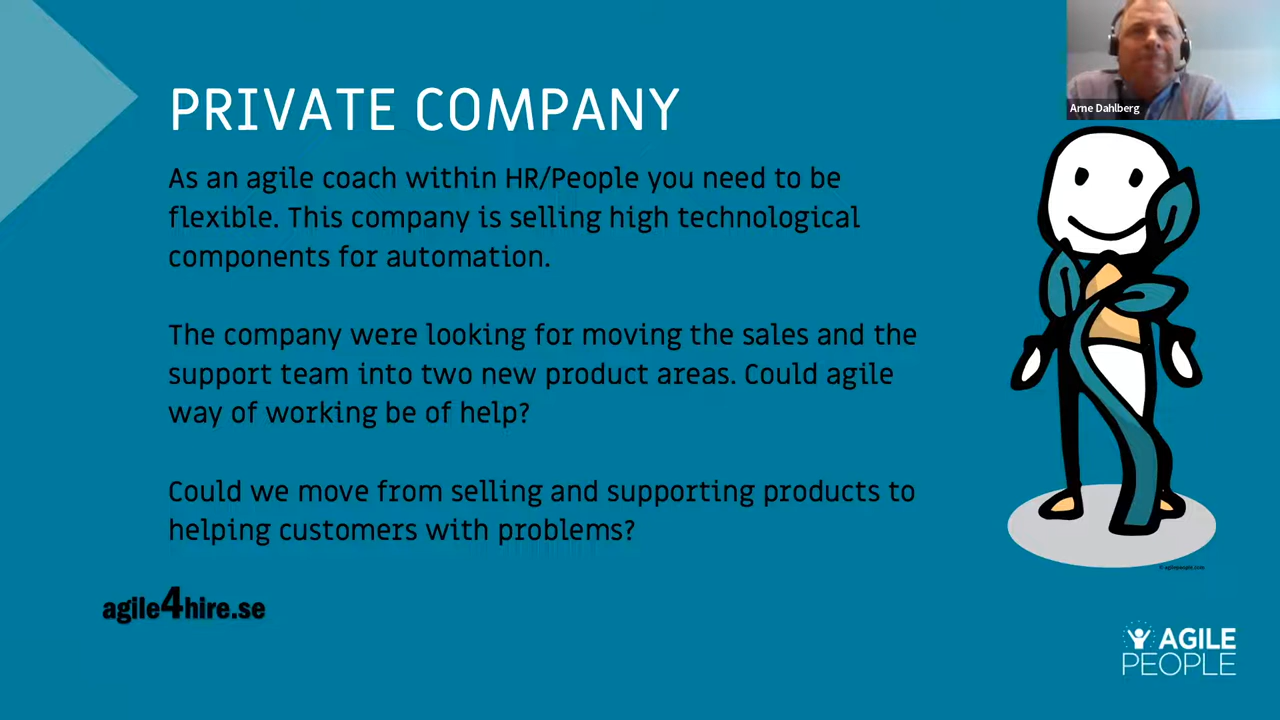 Arne Dahlberg
PRIVATE COMPANY
As an agile coach within HR/People you need to be
flexible. This company is selling high technological
components for automation.
The company were looking for moving the sales and the
support team into two new product areas. Could agile
way of working be of help?
Could we move from selling and supporting products to
helping customers with problems?
agile4hire.se
© agilepeople.com
AGILE
PEOPLE